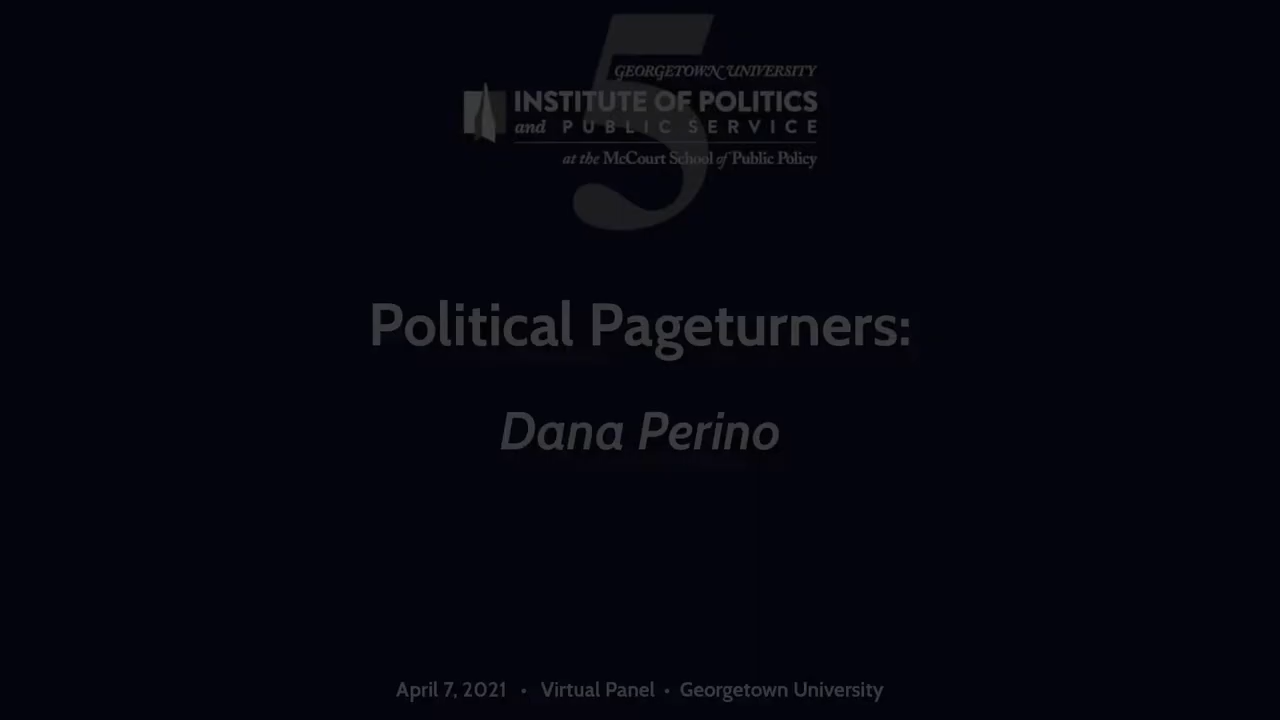 5
GEORGETOWN UNIVERSITY
INSTITUTE OF POLITICS
and PUBLIC SERVICE
at the McCourt School of Public Policy
Political Pageturners:
Dana Perino
April 7, 2021 • Virtual Panel • Georgetown University